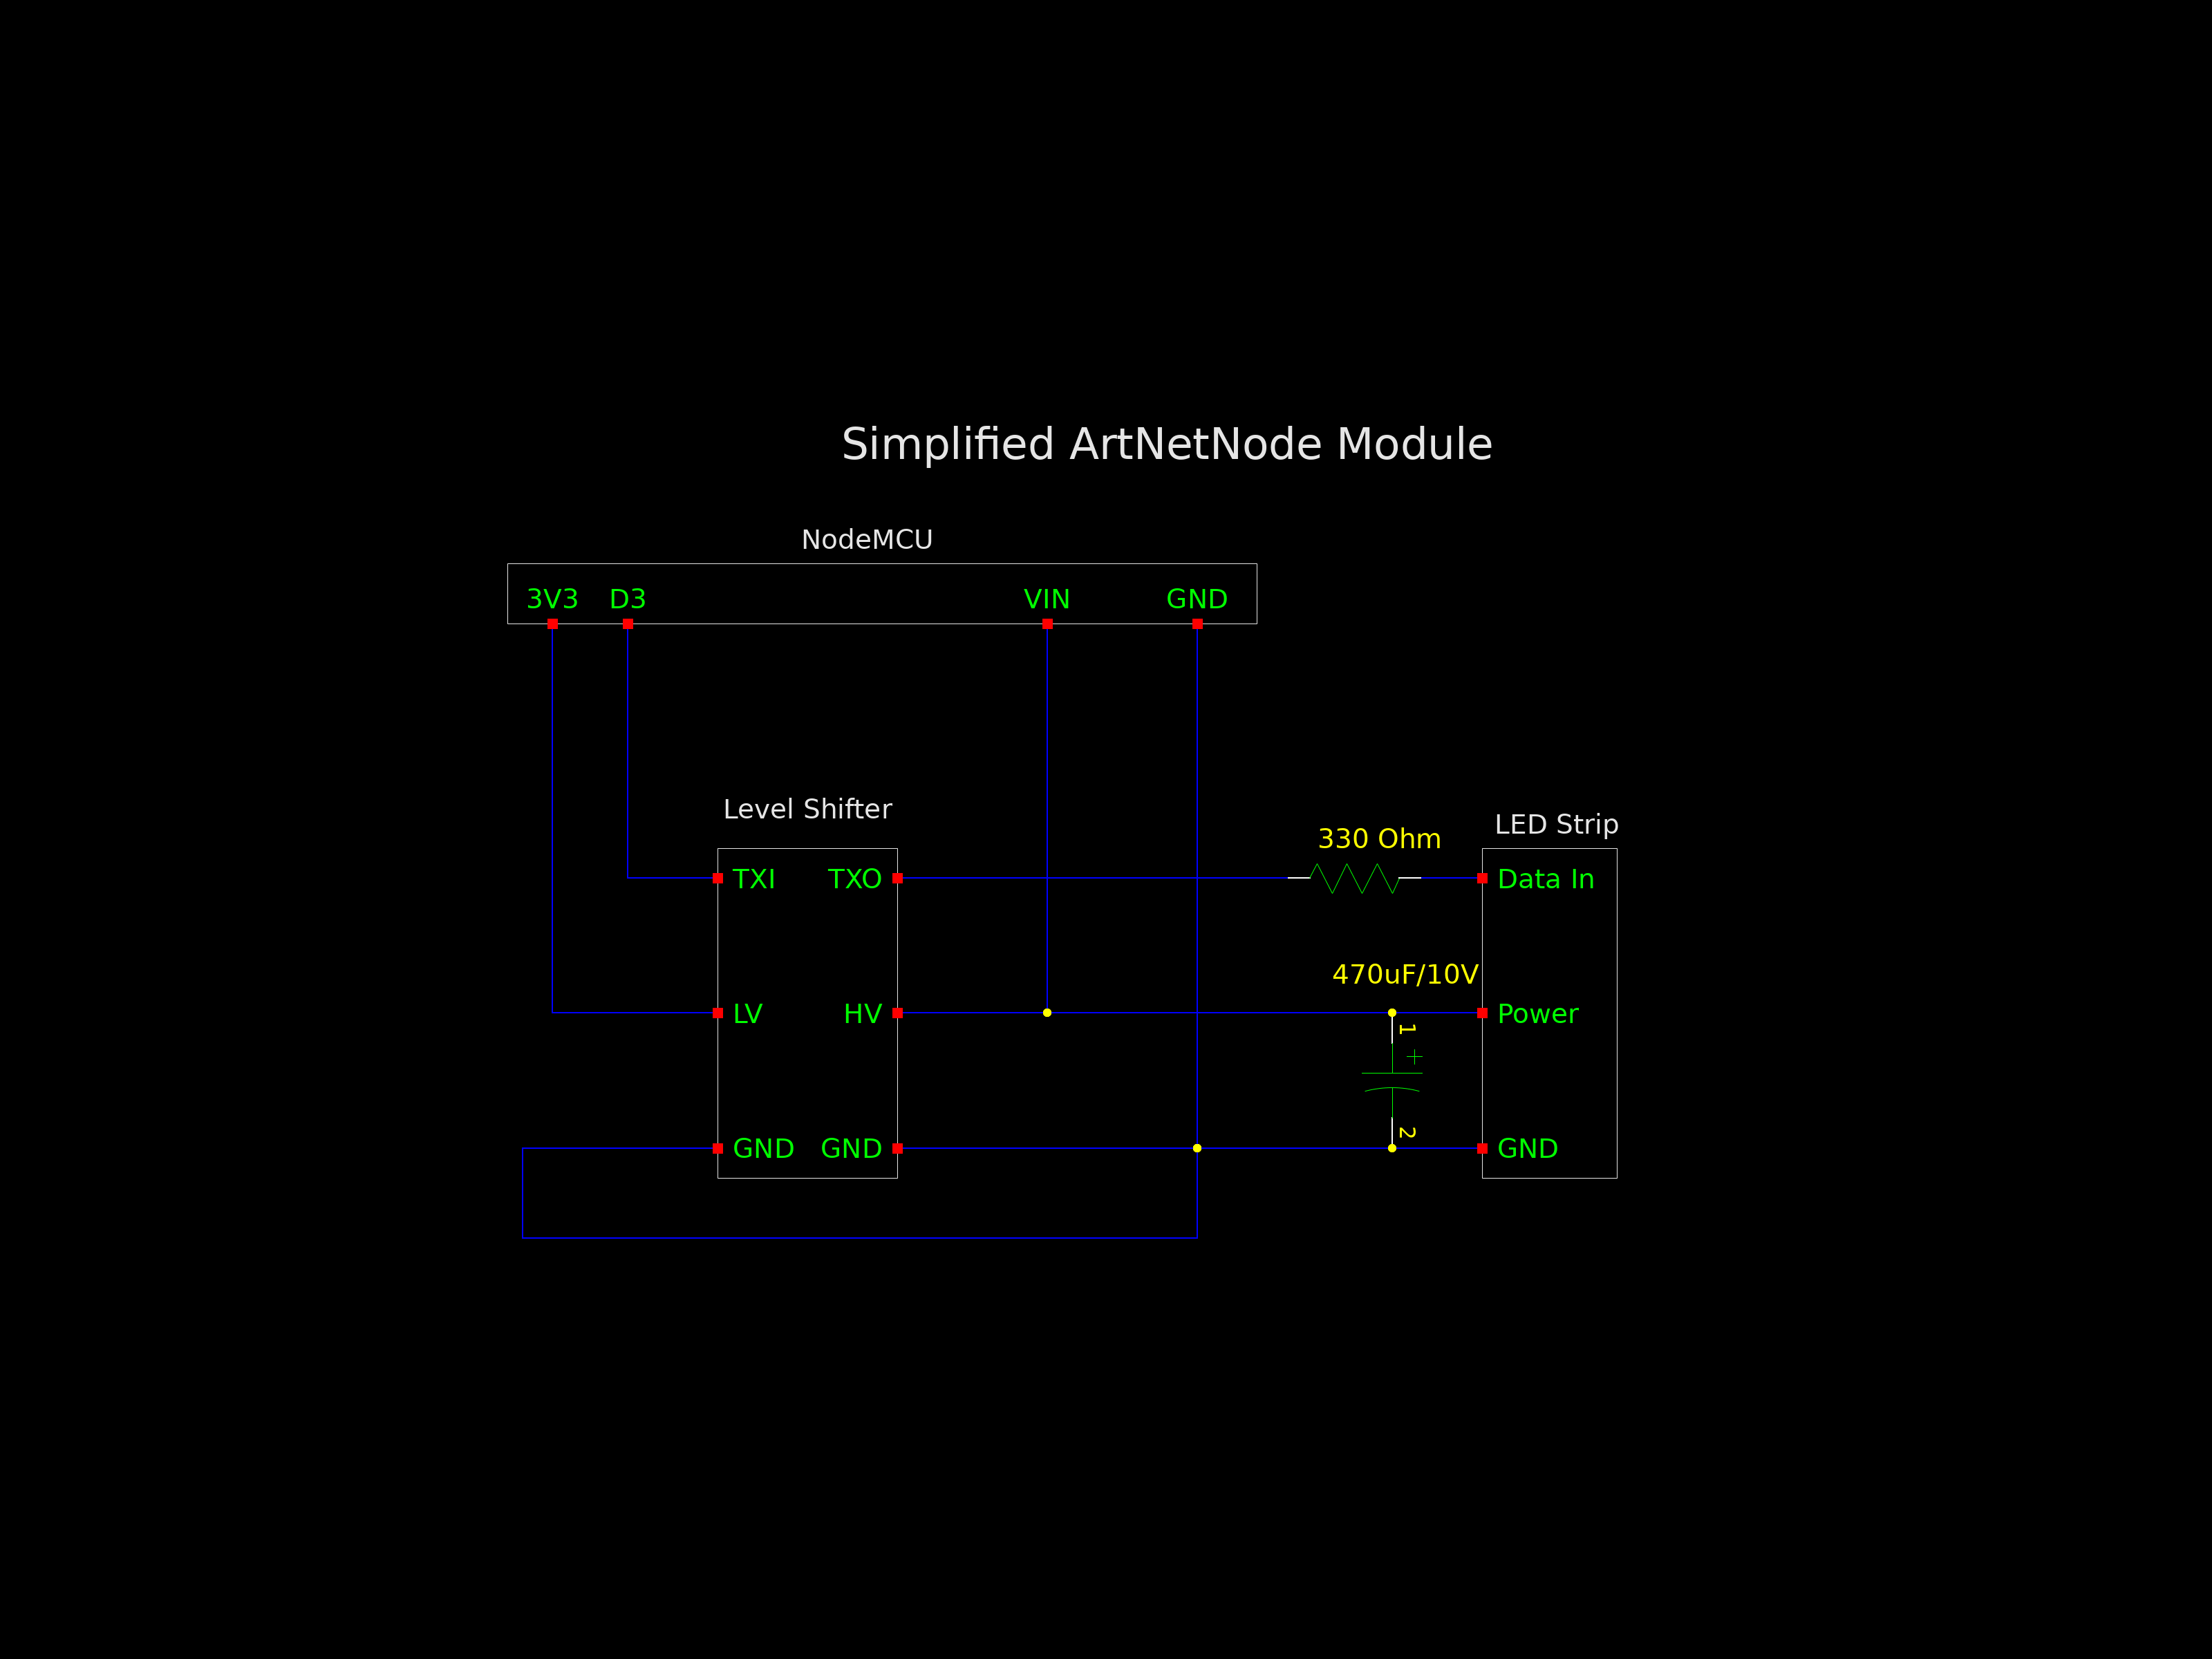 Simplified ArtNetNode Module
NodeMCU
3V3 D3 VIN GND
Level Shifter
330 Ohm
LED Strip
TXI TXO
Data In
470uF/10V
LV HV
Power
1
+
2
GND GND
GND